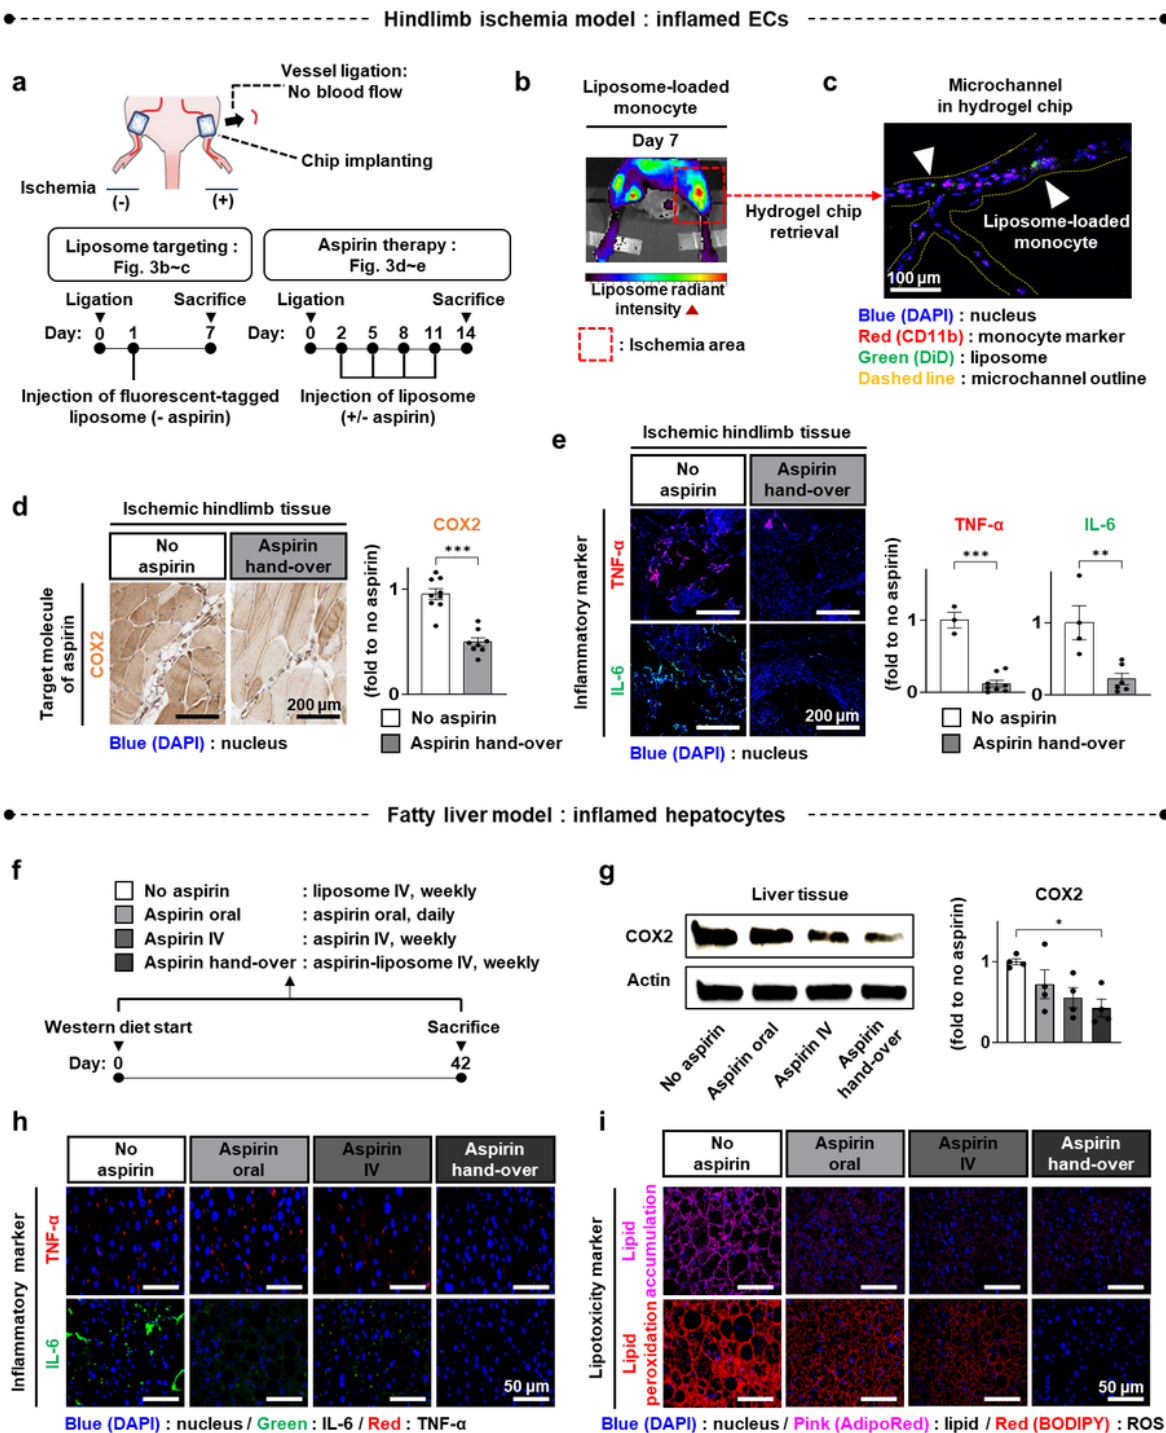 Hindlimb ischemia model : inflamed ECs
a
Vessel ligation:
No blood flow
Chip implanting
Ischemia
(-)
(+)
Liposome targeting :
Fig. 3b~c
Aspirin therapy :
Fig. 3d~e
Ligation
Sacrifice
Ligation
Sacrifice
Day: 0 1 7
Day: 0 2 5 8 11 14
Injection of fluorescent-tagged
liposome (- aspirin)
Injection of liposome
(+/- aspirin)
b
Liposome-loaded
monocyte
Day 7
Liposome radiant
intensity
: Ischemia area
Hydrogel chip
retrieval
c
Microchannel
in hydrogel chip
Liposome-loaded
monocyte
100 μm
Blue (DAPI) : nucleus
Red (CD11b) : monocyte marker
Green (DiD) : liposome
Dashed line : microchannel outline
d
Ischemic hindlimb tissue
No
aspirin
Aspirin
hand-over
Target molecule
of aspirin
COX2
200 μm
Blue (DAPI) : nucleus
COX2
***
(fold to no aspirin)
1
0
No aspirin
Aspirin hand-over
e
Ischemic hindlimb tissue
No
aspirin
Aspirin
hand-over
Inflammatory marker
TNF-α
IL-6
200 μm
Blue (DAPI) : nucleus
TNF-α
***
(fold to no aspirin)
1
0
IL-6
**
1
0
No aspirin
Aspirin hand-over
Fatty liver model : inflamed hepatocytes
f
No aspirin : liposome IV, weekly
Aspirin oral : aspirin oral, daily
Aspirin IV : aspirin IV, weekly
Aspirin hand-over : aspirin-liposome IV, weekly
Western diet start
Sacrifice
Day: 0 42
g
Liver tissue
COX2
Actin
No aspirin
Aspirin oral
Aspirin IV
Aspirin
hand-over
COX2
*
(fold to no aspirin)
1
0
h
No
aspirin
Aspirin
oral
Aspirin
IV
Aspirin
hand-over
Inflammatory marker
TNF-α
IL-6
50 μm
Blue (DAPI) : nucleus / Green : IL-6 / Red : TNF-α
i
No
aspirin
Aspirin
oral
Aspirin
IV
Aspirin
hand-over
Lipotoxicity marker
Lipid
accumulation
Lipid
peroxidation
50 μm
Blue (DAPI) : nucleus / Pink (AdipoRed) : lipid / Red (BODIPY) : ROS